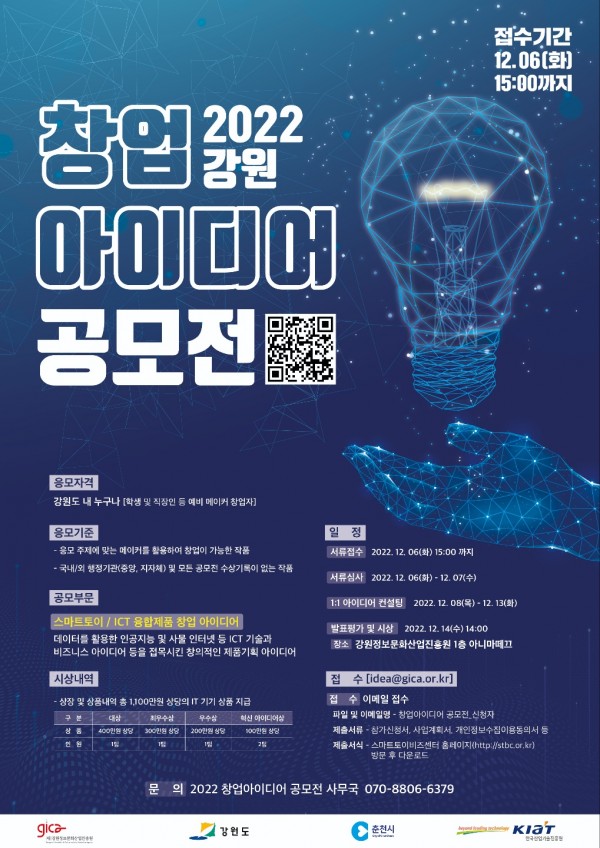 접수기간
12. 06(화)
15:00까지
2022
강원
창업
아이디어
공모전
응모자격
강원도 내 누구나 [학생 및 직장인 등 예비 메이커 창업자]
응모기준
- 응모 주제에 맞는 메이커를 활용하여 창업이 가능한 작품
- 국내/외 행정기관(중앙, 지자체) 및 모든 공모전 수상기록이 없는 작품
공모부문
스마트토이 / ICT 융합제품 창업 아이디어
데이터를 활용한 인공지능 및 사물 인터넷 등 ICT 기술과
비즈니스 아이디어 등을 접목시킨 창의적인 제품기획 아이디어
시상내역
- 상장 및 상품내역 총 1,100만원 상당의 IT 기기 상품 지급
구 분 대상 최우수상 우수상 혁신 아이디어상
상 품 400만원 상당 300만원 상당 200만원 상당 100만원 상당
인 원 1팀 1팀 1팀 2팀
일 정
서류접수 2022. 12. 06(화) 15:00 까지
서류심사 2022. 12. 06(화) - 12. 07(수)
1:1 아이디어 컨설팅 2022. 12. 08(목) - 12. 13(화)
발표평가 및 시상 2022. 12. 14(수) 14:00
장소 강원정보문화산업진흥원 1층 아니마떼끄
접 수 [idea@gica.or.kr]
접 수 이메일 접수
파일 및 이메일명 - 창업아이디어 공모전_신청자
제출서류 - 참가신청서, 사업계획서, 개인정보수집이용동의서 등
제출서식 - 스마트토이비즈센터 홈페이지(http://stbc.or.kr)
방문 후 다운로드
문 의 2022 창업아이디어 공모전 사무국 070-8806-6379
gica
강원도
춘천시
KIAT
한국산업기술진흥원